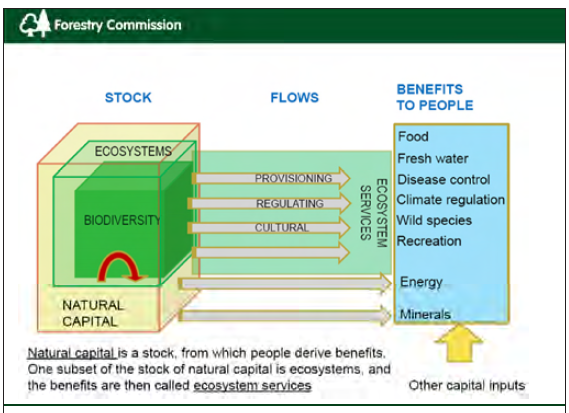 Forestry Commission
STOCK
FLOWS
BENEFITS
TO PEOPLE
ECOSYSTEMS
BIODIVERSITY
NATURAL
CAPITAL
PROVISIONING
REGULATING
CULTURAL
ECOSYSTEM
SERVICES
Food
Fresh water
Disease control
Climate regulation
Wild species
Recreation
Energy
Minerals
Natural capital is a stock, from which people derive benefits.
One subset of the stock of natural capital is ecosystems, and
the benefits are then called ecosystem services
Other capital inputs